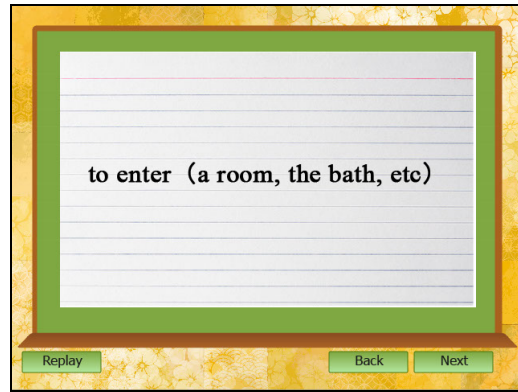 to enter（a room, the bath, etc）
Replay
Back
Next